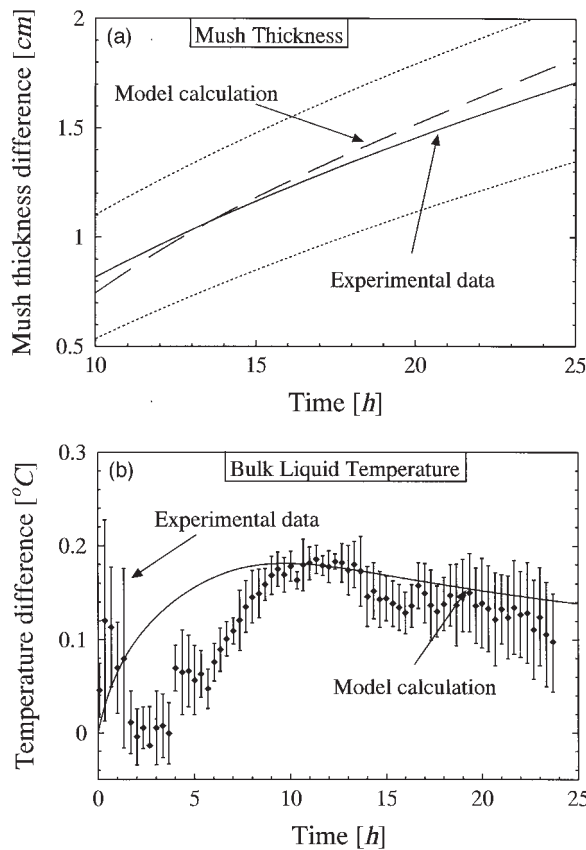 (a)
Mush Thickness
Mush thickness difference [cm]
2
1.5
1
0.5
Model calculation
Experimental data
10
15
20
25
Time [h]
(b)
Bulk Liquid Temperature
Temperature difference [°C]
0.3
0.2
0.1
0
Experimental data
Model calculation
0
5
10
15
20
25
Time [h]